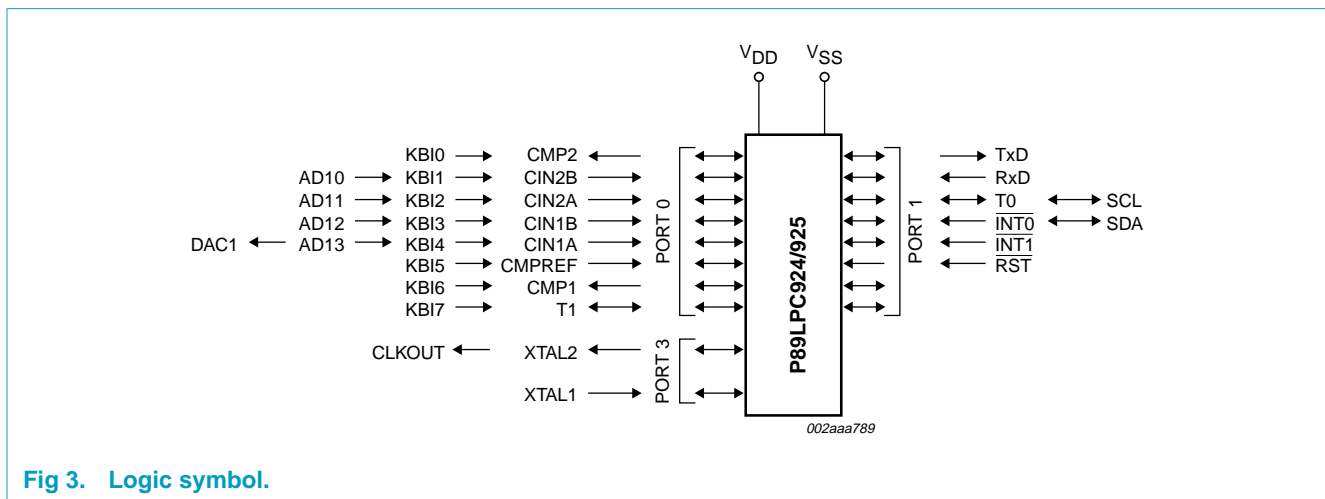 VDD VSS
KBI0 CMP2 TxD
AD10 KBI1 CIN2B RxD
AD11 KBI2 CIN2A T0 SCL
AD12 KBI3 CIN1B INT0 SDA
DAC1 AD13 KBI4 CIN1A INT1
KBI5 CMPREF RST
KBI6 CMP1
KBI7 T1
PORT 0
PORT 1
CLKOUT XTAL2
XTAL1
PORT 3
P89LPC924/925
002aaa789
Fig 3. Logic symbol.